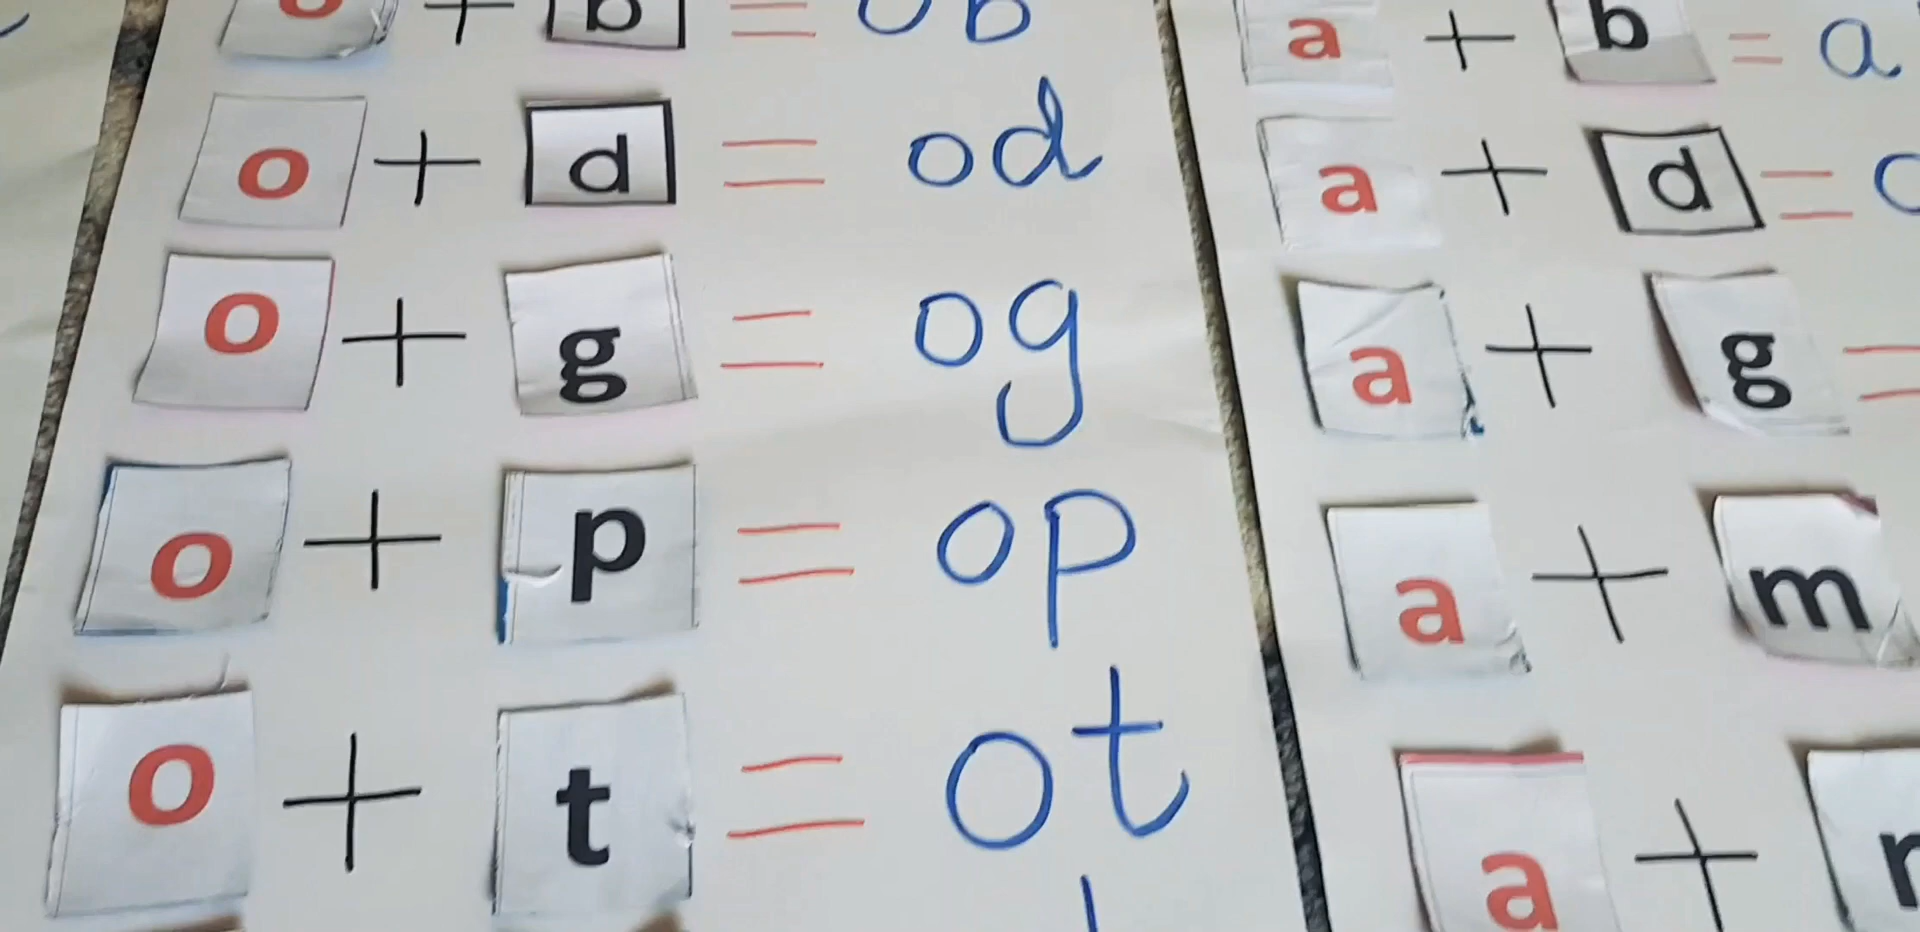 o + b = ob
o + d = od
o + g = og
o + p = op
o + t = ot
a + b = a
a + d =
a + g =
a + m
a +